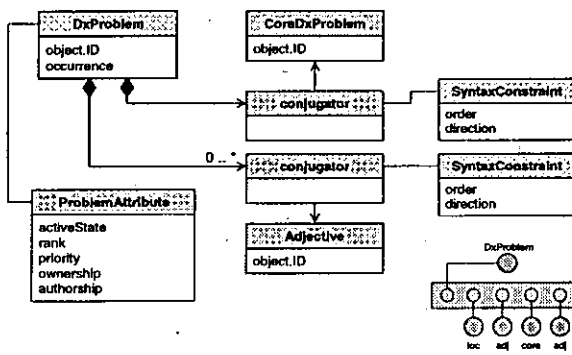 DxProblem
object.ID
occurrence
CoreDxProblem
object.ID
conjugator
SyntaxConstraint
order
direction
0 .. *
conjugator
SyntaxConstraint
order
direction
ProblemAttribute
activeState
rank
priority
ownership
authorship
Adjective
object.ID
DxProblem
loc adj core adj